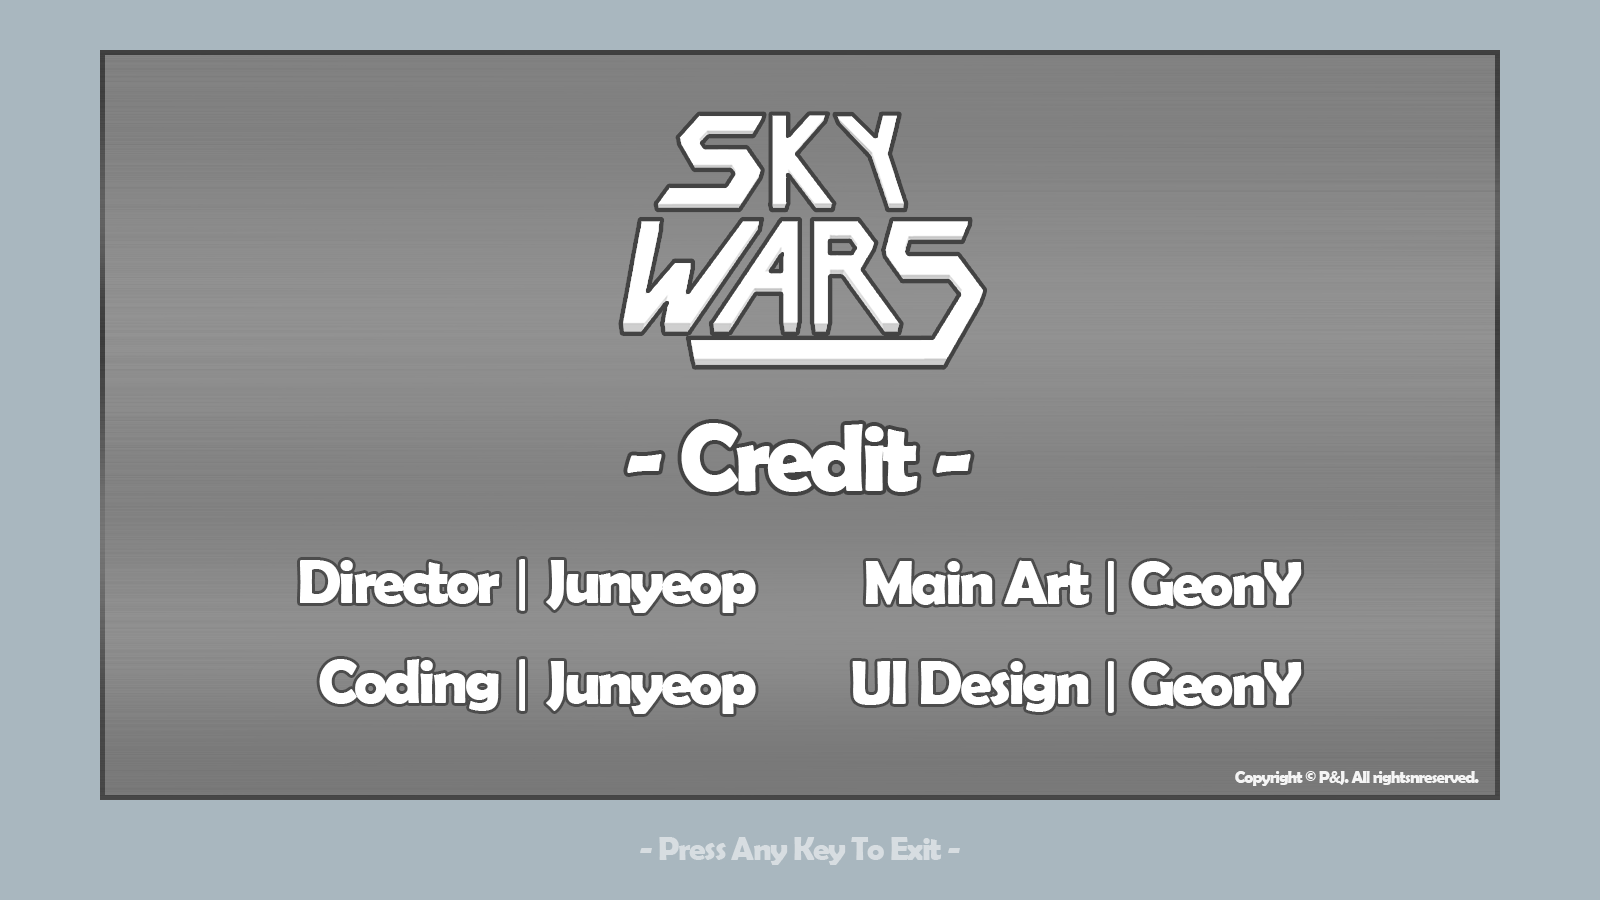 SKY
WARS
- Credit -
Director | Junyeop
Main Art | GeonY
Coding | Junyeop
UI Design | GeonY
Copyright © P&J. All rightsnreserved.
- Press Any Key To Exit -